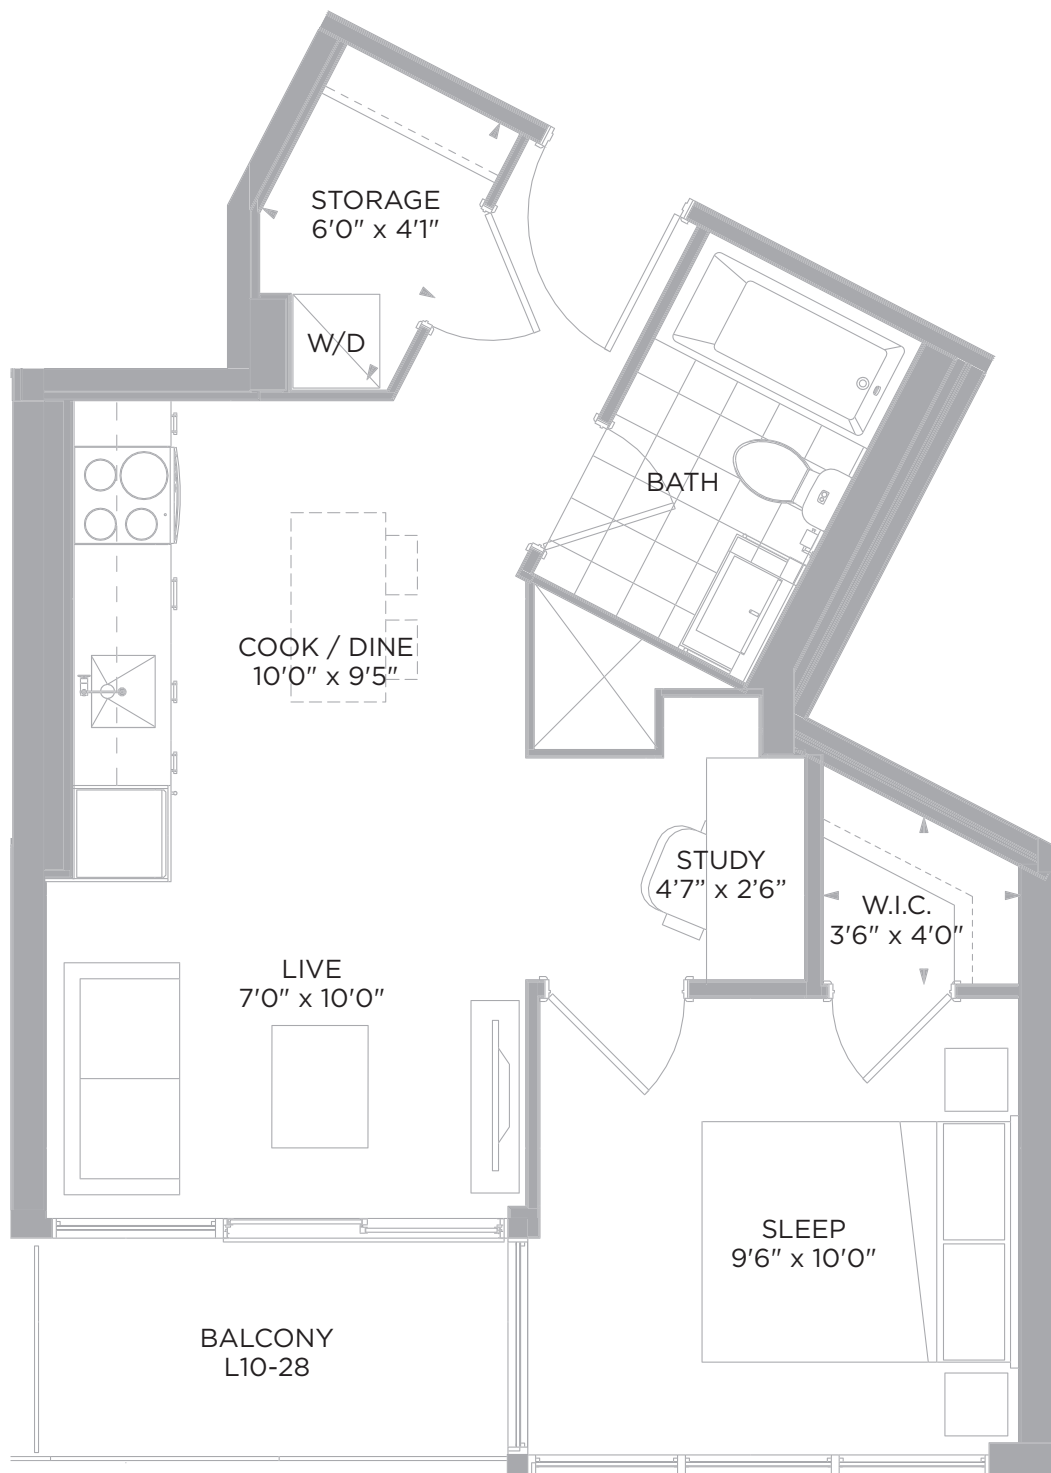 STORAGE
6'0" x 4'1"
W/D
BATH
COOK / DINE
10'0" x 9'5"
STUDY
4’7” x 2’6”
W.I.C.
3'6" x 4'0"
LIVE
7'0" x 10'0"
SLEEP
9'6" x 10'0"
BALCONY
L10-28